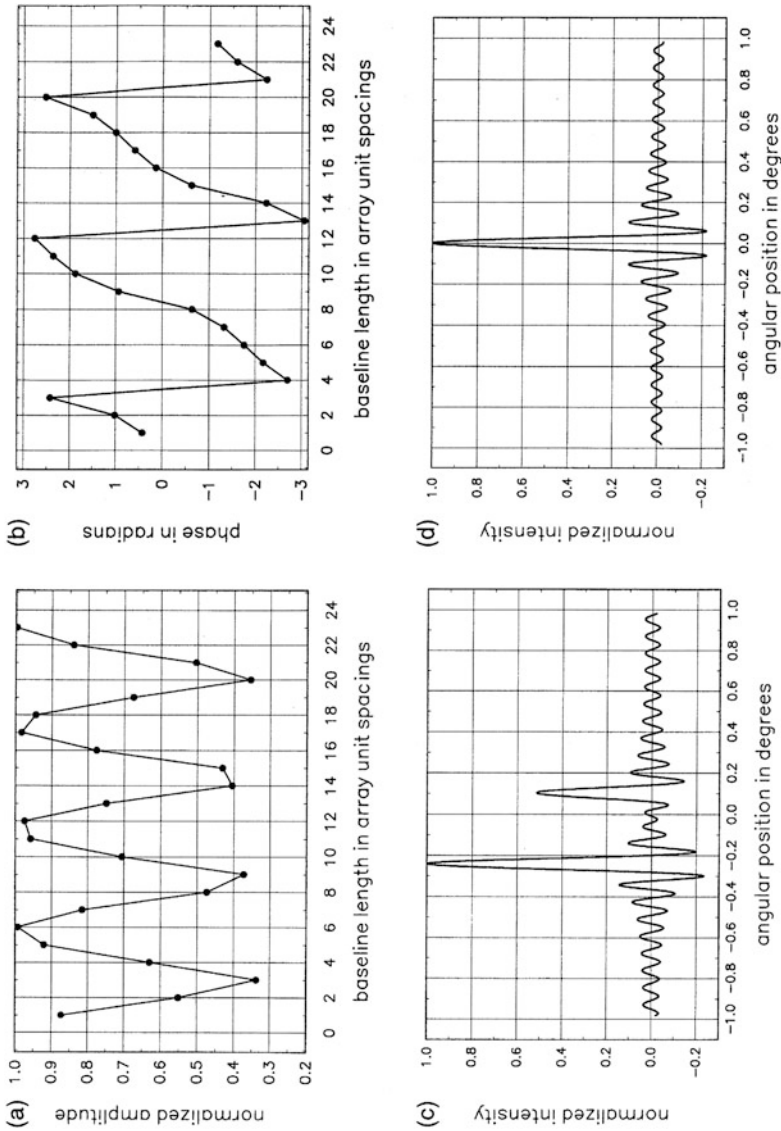 (a)
1.0
0.9
0.8
0.7
0.6
0.5
0.4
0.3
0.2
normalized amplitude
0 2 4 6 8 10 12 14 16 18 20 22 24
baseline length in array unit spacings
(b)
3
2
1
0
−1
−2
−3
phase in radians
0 2 4 6 8 10 12 14 16 18 20 22 24
baseline length in array unit spacings
(c)
1.0
0.8
0.6
0.4
0.2
0.0
−0.2
normalized intensity
−1.0 −0.8 −0.6 −0.4 −0.2 0.0 0.2 0.4 0.6 0.8 1.0
angular position in degrees
(d)
1.0
0.8
0.6
0.4
0.2
0.0
−0.2
normalized intensity
−1.0 −0.8 −0.6 −0.4 −0.2 0.0 0.2 0.4 0.6 0.8 1.0
angular position in degrees